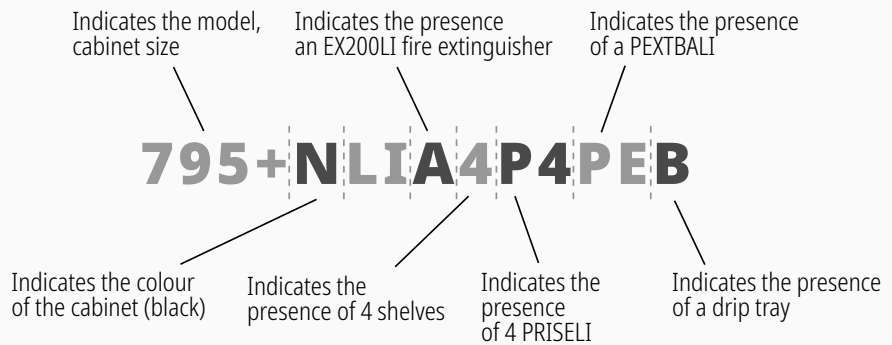 Indicates the model,
cabinet size
Indicates the presence
an EX200LI fire extinguisher
Indicates the presence
of a PEXTBALI
795+NLIA4P4PEB
Indicates the colour
of the cabinet (black)
Indicates the
presence of 4 shelves
Indicates the
presence
of 4 PRISELI
Indicates the presence
of a drip tray